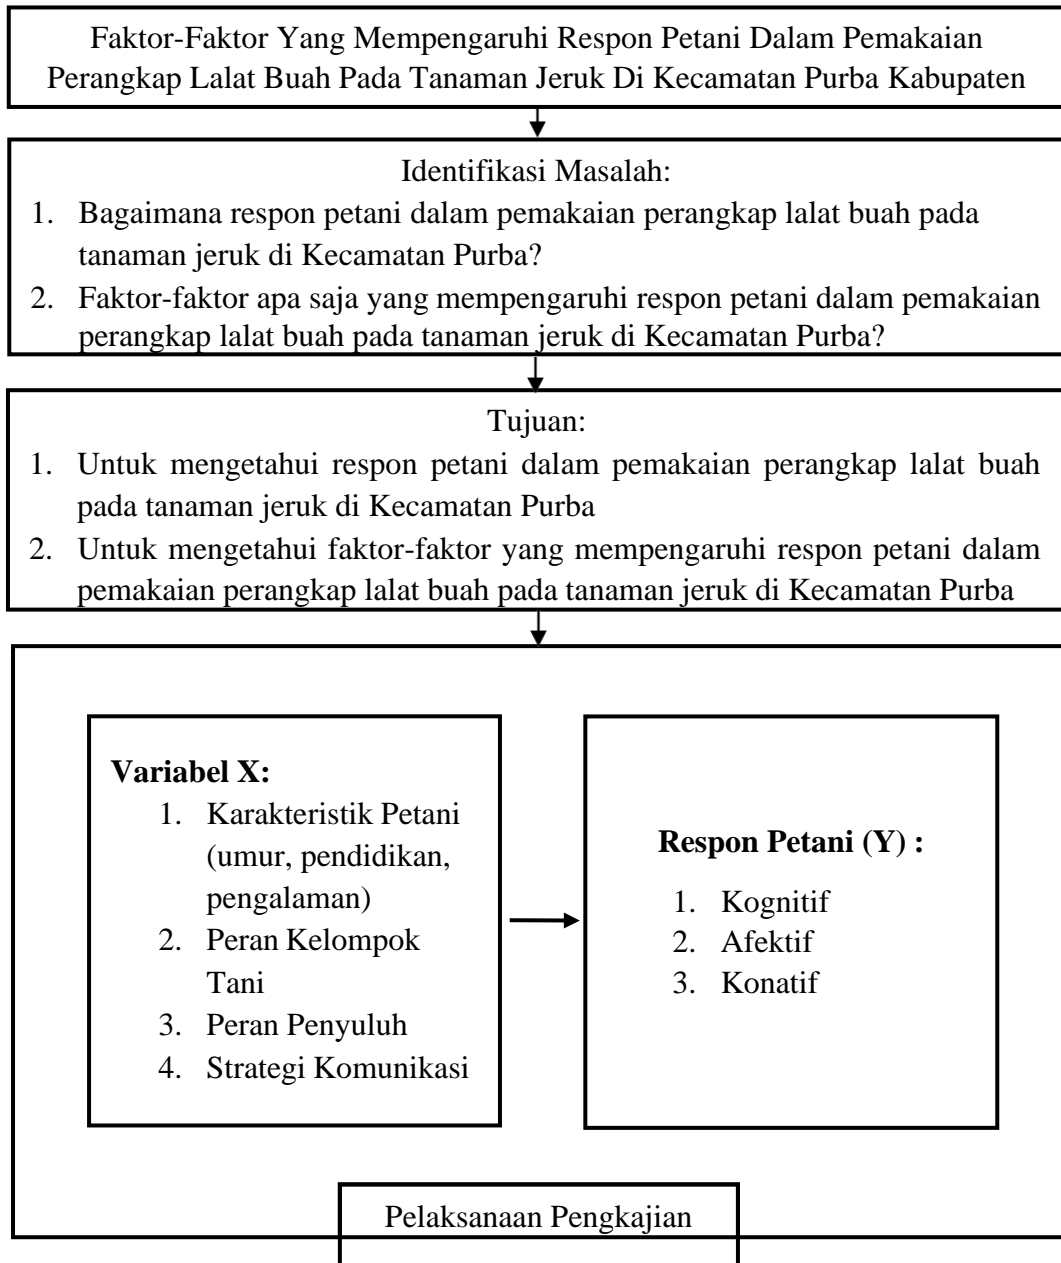 Faktor-Faktor Yang Mempengaruhi Respon Petani Dalam Pemakaian
Perangkap Lalat Buah Pada Tanaman Jeruk Di Kecamatan Purba Kabupaten
Identifikasi Masalah:
1. Bagaimana respon petani dalam pemakaian perangkap lalat buah pada
tanaman jeruk di Kecamatan Purba?
2. Faktor-faktor apa saja yang mempengaruhi respon petani dalam pemakaian
perangkap lalat buah pada tanaman jeruk di Kecamatan Purba?
Tujuan:
1. Untuk mengetahui respon petani dalam pemakaian perangkap lalat buah
pada tanaman jeruk di Kecamatan Purba
2. Untuk mengetahui faktor-faktor yang mempengaruhi respon petani dalam
pemakaian perangkap lalat buah pada tanaman jeruk di Kecamatan Purba
Variabel X:
1. Karakteristik Petani
(umur, pendidikan,
pengalaman)
2. Peran Kelompok
Tani
3. Peran Penyuluh
4. Strategi Komunikasi
Respon Petani (Y) :
1. Kognitif
2. Afektif
3. Konatif
Pelaksanaan Pengkajian